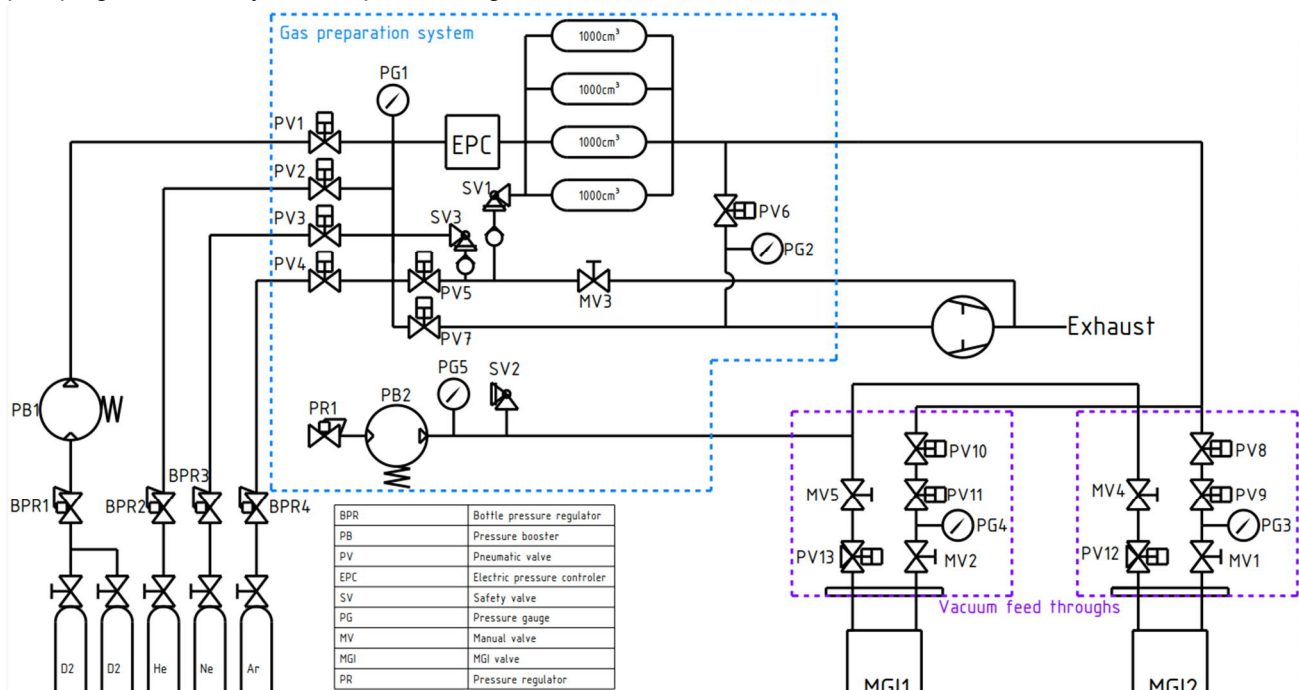 Gas preparation system
1000cm³
PG1
1000cm³
PV1
EPC
1000cm³
PV2
SV1
1000cm³
PV6
PV3
SV3
PG2
PV4
PV5
MV3
PV7
Exhaust
PG5
SV2
PB1
PR1
PB2
PV10
PV8
BPR3
MV5
PV11
MV4
PV9
BPR1
BPR2
BPR4
PG4
PG3
PV13
MV2
PV12
MV1
Vacuum feed throughs
BPR Bottle pressure regulator
PB Pressure booster
PV Pneumatic valve
EPC Electric pressure controler
SV Safety valve
PG Pressure gauge
MV Manual valve
MGI MGI valve
PR Pressure regulator
D2 D2 He Ne Ar
MGI1
MGI2